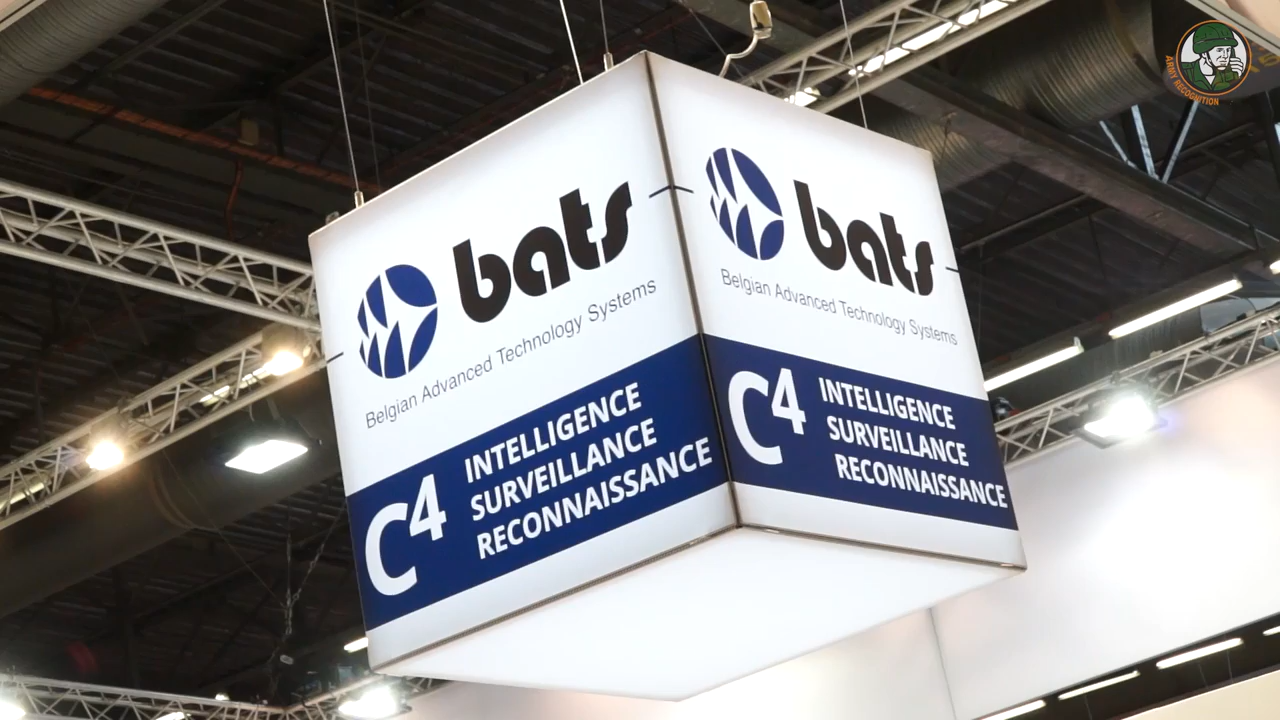 bats
Belgian Advanced Technology Systems
C4
INTELLIGENCE
SURVEILLANCE
RECONNAISSANCE
bats
Belgian Advanced Technology Systems
C4
INTELLIGENCE
SURVEILLANCE
RECONNAISSANCE
ARMY RECOGNITION